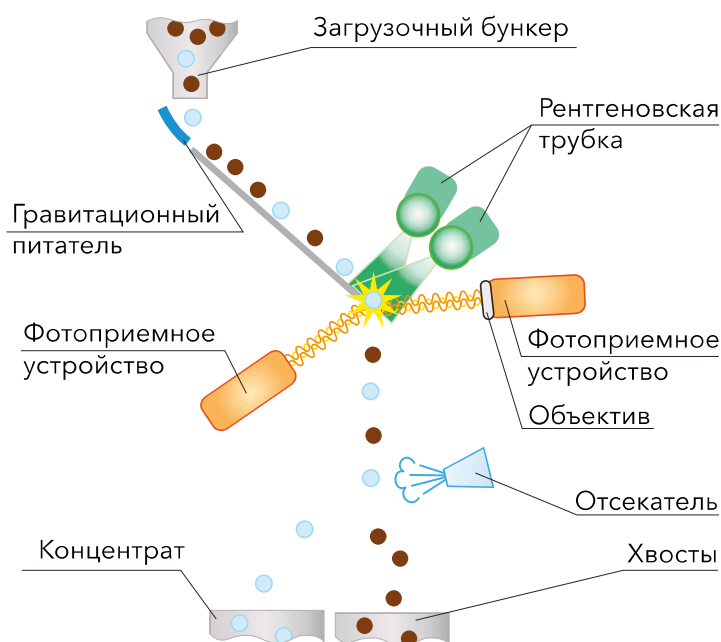 Загрузочный бункер
Рентгеновская
трубка
Гравитационный
питатель
Фотоприемное
устройство
Фотоприемное
устройство
Объектив
Отсекатель
Концентрат
Хвосты